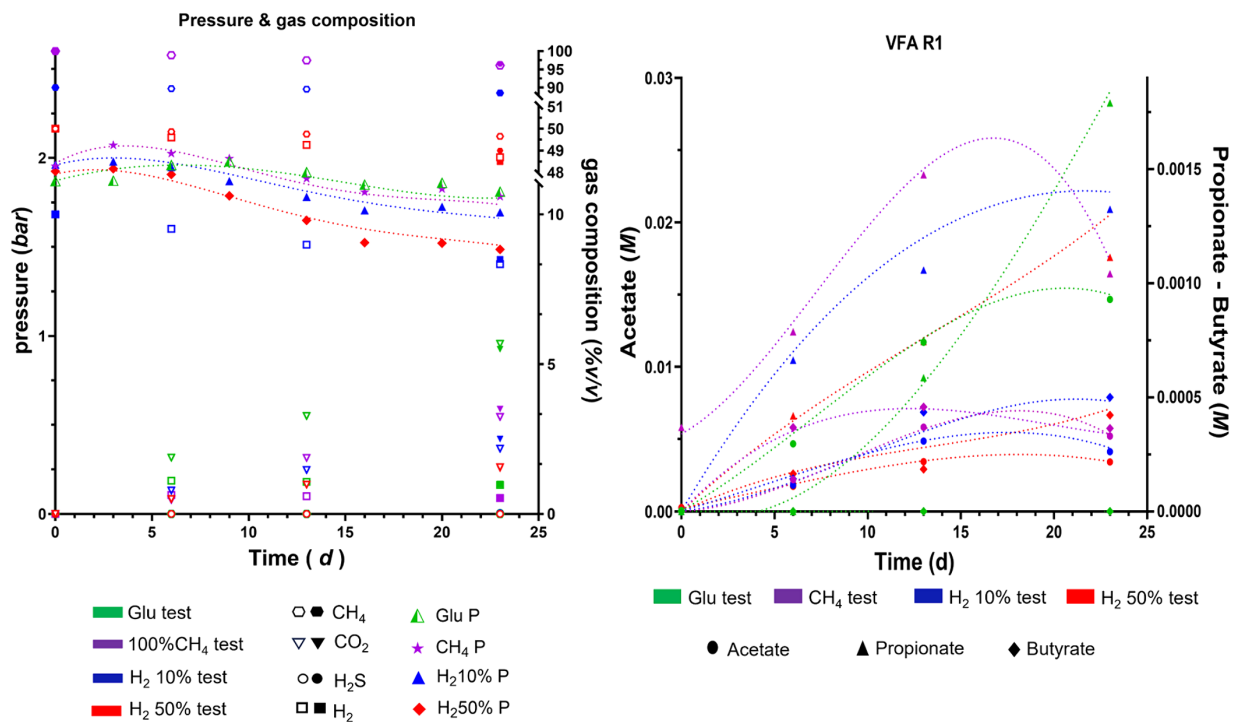 Pressure & gas composition
pressure (bar)
2
1
0
0 5 10 15 20 25
Time ( d )
100
95
90
51
50
49
48
10
5
0
gas composition (%v/v)
Glu test
100%CH₄ test
H₂ 10% test
H₂ 50% test
CH₄
CO₂
H₂S
H₂
Glu P
CH₄ P
H₂10% P
H₂50% P
VFA R1
Acetate (M)
0.03
0.02
0.01
0.00
0 5 10 15 20 25
Time (d)
0.0015
0.0010
0.0005
0.0000
Propionate - Butyrate (M)
Glu test CH₄ test H₂ 10% test H₂ 50% test
Acetate Propionate Butyrate